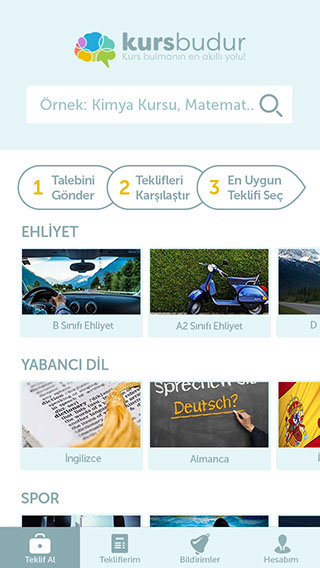 kursbudur
Kurs bulmanın en akıllı yolu!
Örnek: Kimya Kursu, Matemat..
1 Talebini Gönder
2 Teklifleri Karşılaştır
3 En Uygun Teklifi Seç
EHLİYET
B Sınıfı Ehliyet
A2 Sınıfı Ehliyet
D
YABANCI DİL
dictionary
Deutsch?
İngilizce
Almanca
SPOR
Teklif Al
Tekliflerim
Bildirimler
Hesabım